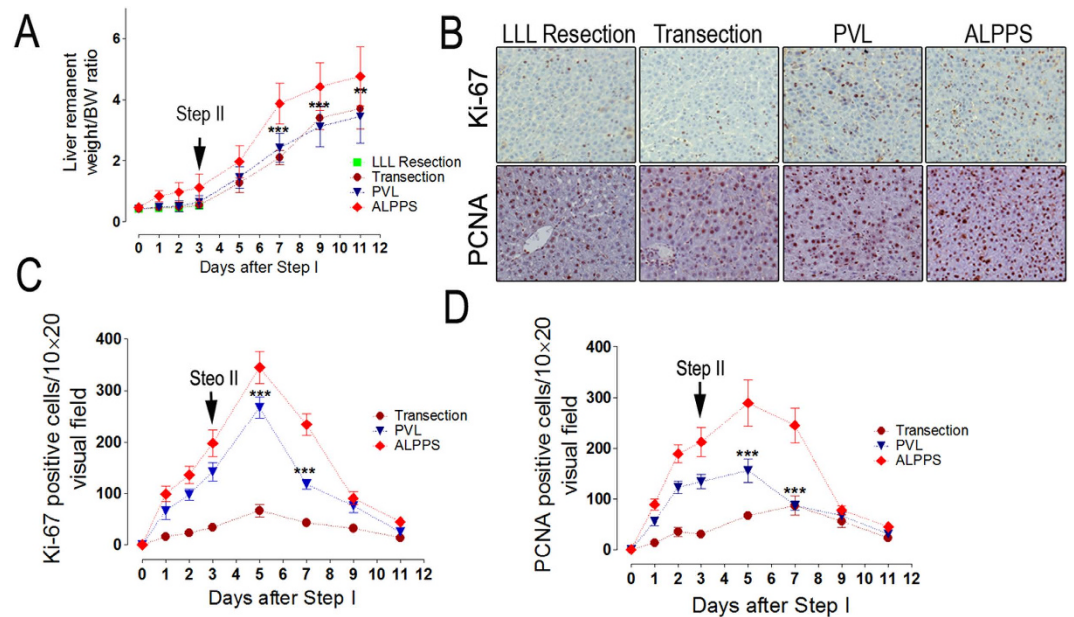 A
Liver remanent
weight/BW ratio
6
4
2
0
Step II
***
***
**
LLL Resection
Transection
PVL
ALPPS
0 1 2 3 4 5 6 7 8 9 10 11 12
Days after Step I
B
LLL Resection Transection PVL ALPPS
Ki-67
PCNA
C
Ki-67 positive cells/10×20
visual field
400
300
200
100
0
Steo II
***
***
Transection
PVL
ALPPS
0 1 2 3 4 5 6 7 8 9 10 11 12
Days after Step I
D
PCNA positive cells/10×20
visual field
400
300
200
100
0
Step II
***
***
Transection
PVL
ALPPS
0 1 2 3 4 5 6 7 8 9 10 11 12
Days after Step I